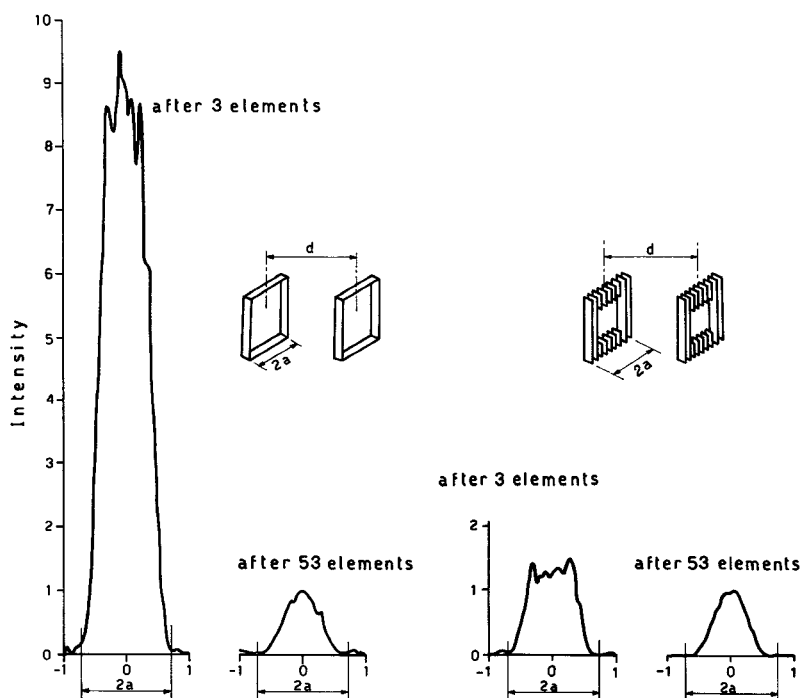 10
9
8
7
6
5
4
3
2
1
0
Intensity
after 3 elements
d
2a
d
2a
after 3 elements
after 53 elements
2
1
0
after 53 elements
-1 0 1
2a
-1 0 1
2a
-1 0 1
2a
-1 0 1
2a